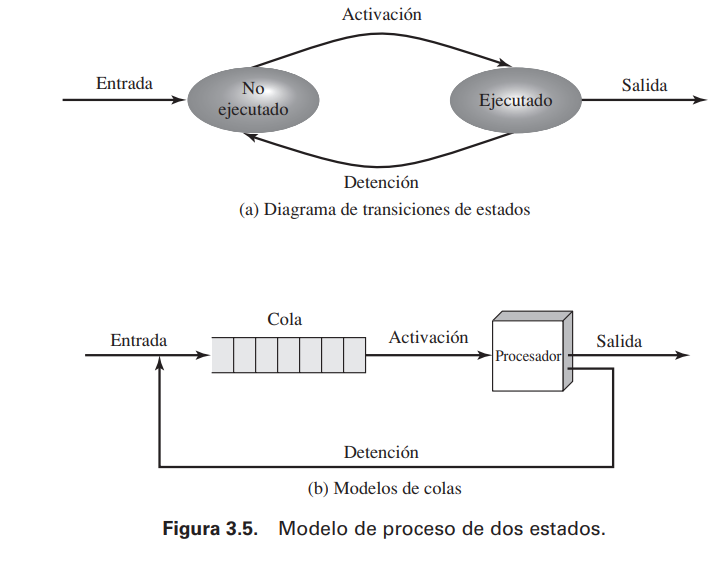 Activación
Entrada
No
ejecutado
Ejecutado
Salida
Detención
(a) Diagrama de transiciones de estados
Cola
Entrada
Activación
Procesador
Salida
Detención
(b) Modelos de colas
Figura 3.5. Modelo de proceso de dos estados.